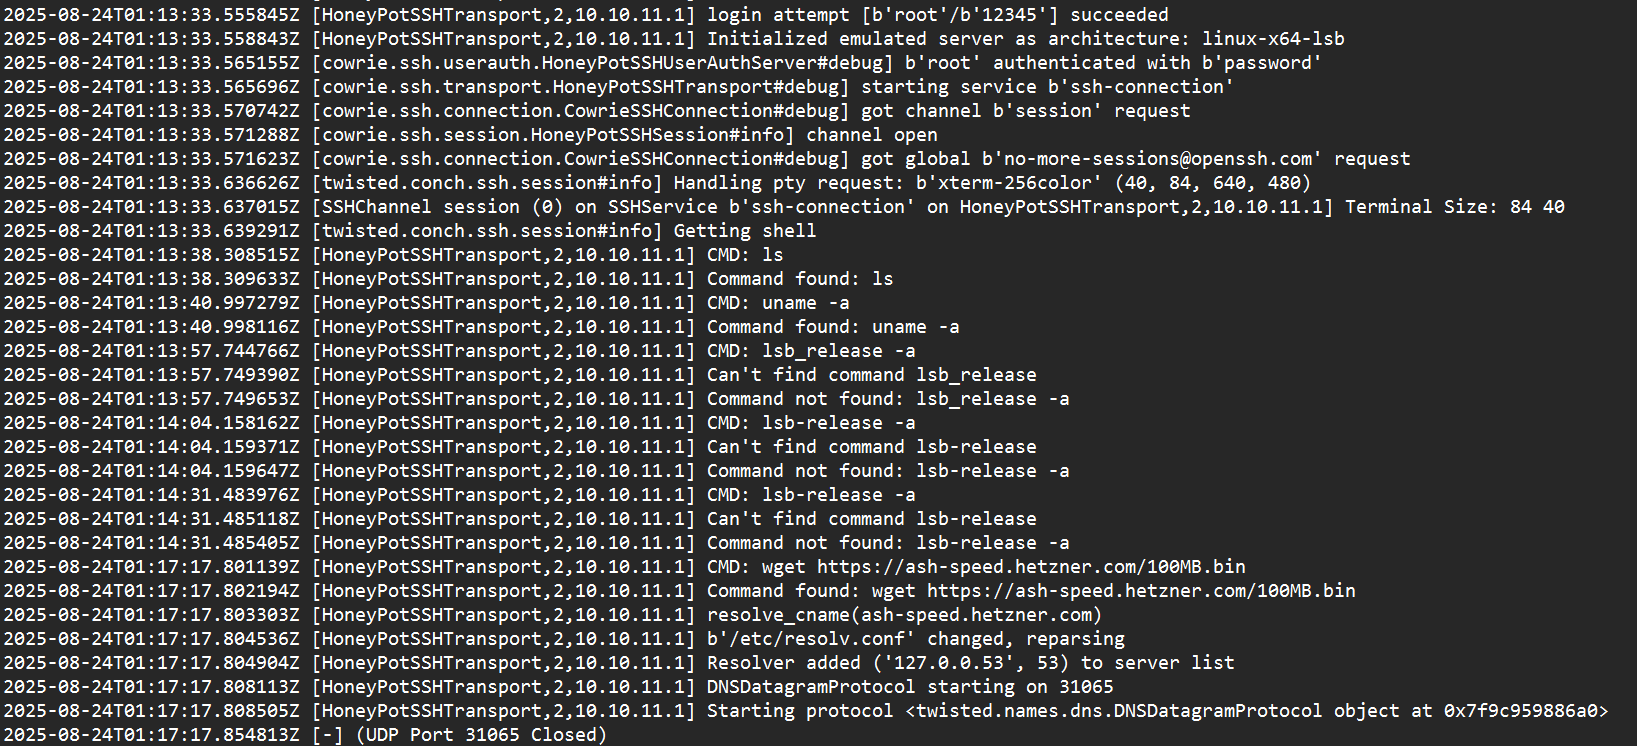 2025-08-24T01:13:33.555845Z [HoneyPotSSHTransport,2,10.10.11.1] login attempt [b'root'/b'12345'] succeeded
2025-08-24T01:13:33.558843Z [HoneyPotSSHTransport,2,10.10.11.1] Initialized emulated server as architecture: linux-x64-lsb
2025-08-24T01:13:33.565155Z [cowrie.ssh.userauth.HoneyPotSSHUserAuthServer#debug] b'root' authenticated with b'password'
2025-08-24T01:13:33.565696Z [cowrie.ssh.transport.HoneyPotSSHTransport#debug] starting service b'ssh-connection'
2025-08-24T01:13:33.570742Z [cowrie.ssh.connection.CowrieSSHConnection#debug] got channel b'session' request
2025-08-24T01:13:33.571288Z [cowrie.ssh.session.HoneyPotSSHSession#info] channel open
2025-08-24T01:13:33.571623Z [cowrie.ssh.connection.CowrieSSHConnection#debug] got global b'no-more-sessions@openssh.com' request
2025-08-24T01:13:33.636626Z [twisted.conch.ssh.session#info] Handling pty request: b'xterm-256color' (40, 84, 640, 480)
2025-08-24T01:13:33.637015Z [SSHChannel session (0) on SSHService b'ssh-connection' on HoneyPotSSHTransport,2,10.10.11.1] Terminal Size: 84 40
2025-08-24T01:13:33.639291Z [twisted.conch.ssh.session#info] Getting shell
2025-08-24T01:13:38.308515Z [HoneyPotSSHTransport,2,10.10.11.1] CMD: ls
2025-08-24T01:13:38.309633Z [HoneyPotSSHTransport,2,10.10.11.1] Command found: ls
2025-08-24T01:13:40.997279Z [HoneyPotSSHTransport,2,10.10.11.1] CMD: uname -a
2025-08-24T01:13:40.998116Z [HoneyPotSSHTransport,2,10.10.11.1] Command found: uname -a
2025-08-24T01:13:57.744766Z [HoneyPotSSHTransport,2,10.10.11.1] CMD: lsb_release -a
2025-08-24T01:13:57.749390Z [HoneyPotSSHTransport,2,10.10.11.1] Can't find command lsb_release
2025-08-24T01:13:57.749653Z [HoneyPotSSHTransport,2,10.10.11.1] Command not found: lsb_release -a
2025-08-24T01:14:04.158162Z [HoneyPotSSHTransport,2,10.10.11.1] CMD: lsb-release -a
2025-08-24T01:14:04.159371Z [HoneyPotSSHTransport,2,10.10.11.1] Can't find command lsb-release
2025-08-24T01:14:04.159647Z [HoneyPotSSHTransport,2,10.10.11.1] Command not found: lsb-release -a
2025-08-24T01:14:31.483976Z [HoneyPotSSHTransport,2,10.10.11.1] CMD: lsb-release -a
2025-08-24T01:14:31.485118Z [HoneyPotSSHTransport,2,10.10.11.1] Can't find command lsb-release
2025-08-24T01:14:31.485405Z [HoneyPotSSHTransport,2,10.10.11.1] Command not found: lsb-release -a
2025-08-24T01:17:17.801139Z [HoneyPotSSHTransport,2,10.10.11.1] CMD: wget https://ash-speed.hetzner.com/100MB.bin
2025-08-24T01:17:17.802194Z [HoneyPotSSHTransport,2,10.10.11.1] Command found: wget https://ash-speed.hetzner.com/100MB.bin
2025-08-24T01:17:17.803303Z [HoneyPotSSHTransport,2,10.10.11.1] resolve_cname(ash-speed.hetzner.com)
2025-08-24T01:17:17.804536Z [HoneyPotSSHTransport,2,10.10.11.1] b'/etc/resolv.conf' changed, reparsing
2025-08-24T01:17:17.804904Z [HoneyPotSSHTransport,2,10.10.11.1] Resolver added ('127.0.0.53', 53) to server list
2025-08-24T01:17:17.808113Z [HoneyPotSSHTransport,2,10.10.11.1] DNSDatagramProtocol starting on 31065
2025-08-24T01:17:17.808505Z [HoneyPotSSHTransport,2,10.10.11.1] Starting protocol <twisted.names.dns.DNSDatagramProtocol object at 0x7f9c959886a0>
2025-08-24T01:17:17.854813Z [-] (UDP Port 31065 Closed)